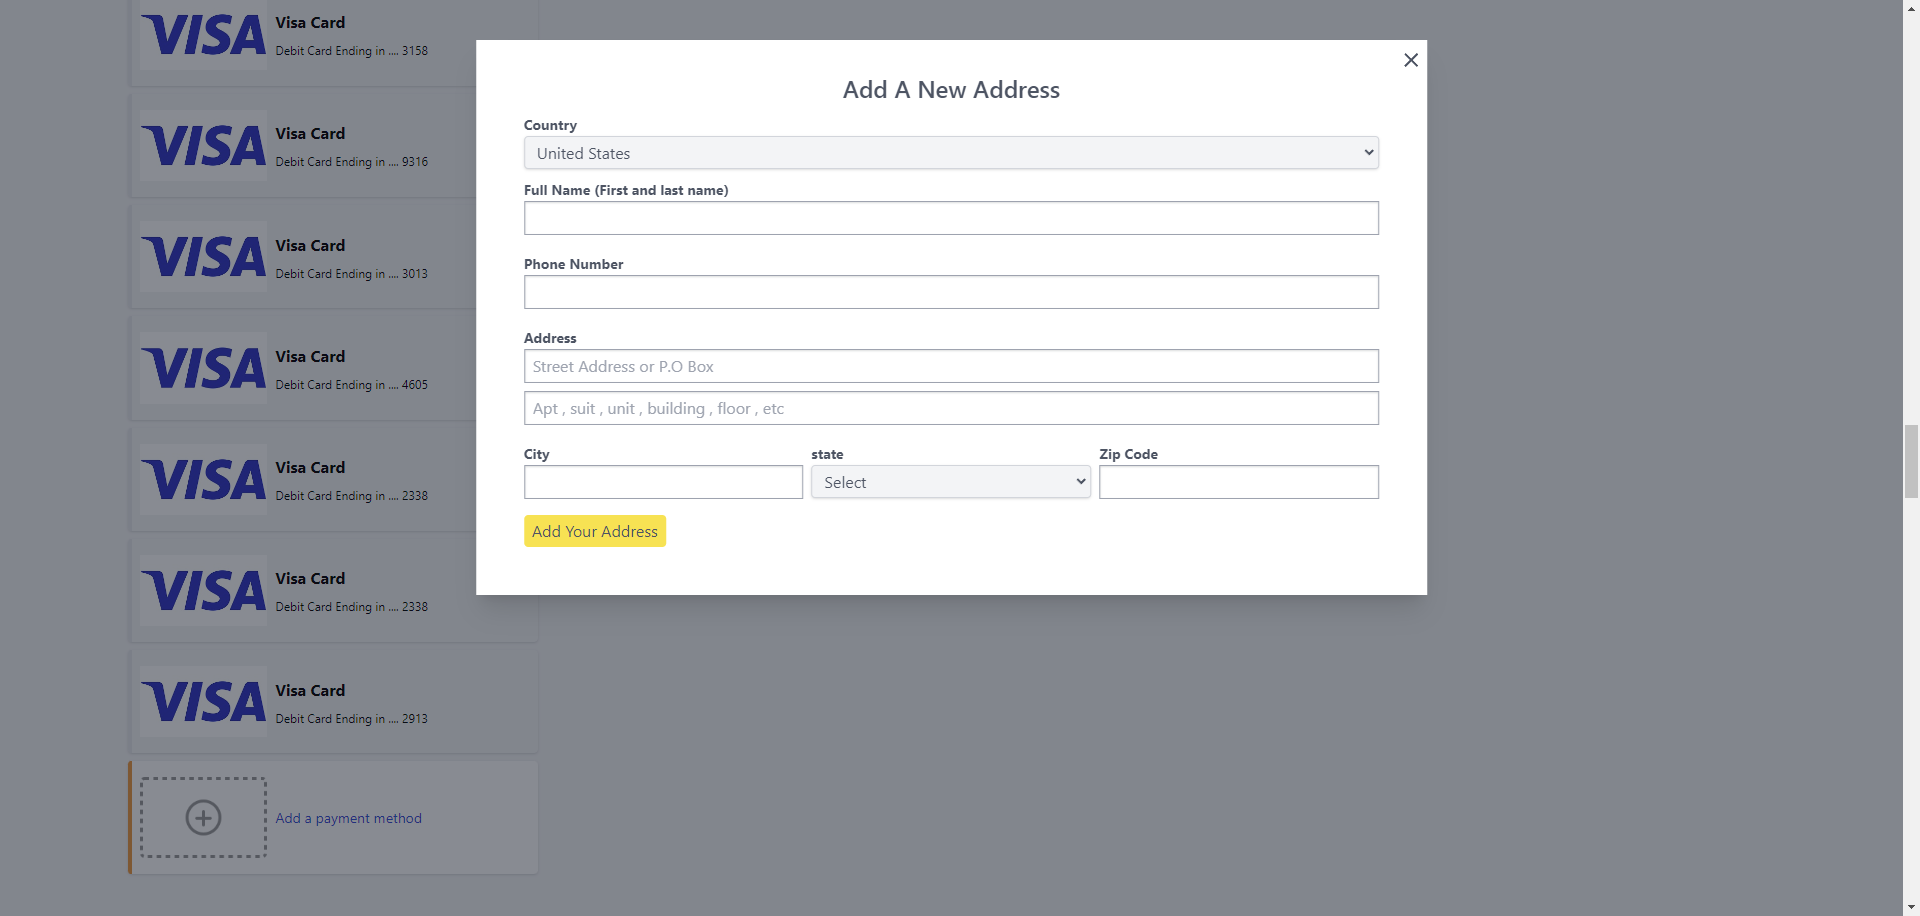 VISA
Visa Card
Debit Card Ending in .... 3158
VISA
Visa Card
Debit Card Ending in .... 9316
VISA
Visa Card
Debit Card Ending in .... 3013
VISA
Visa Card
Debit Card Ending in .... 4605
VISA
Visa Card
Debit Card Ending in .... 2338
VISA
Visa Card
Debit Card Ending in .... 2338
VISA
Visa Card
Debit Card Ending in .... 2913
Add a payment method
Add A New Address
Country
United States
Full Name (First and last name)
Phone Number
Address
Street Address or P.O Box
Apt , suit , unit , building , floor , etc
City
state
Zip Code
Select
Add Your Address